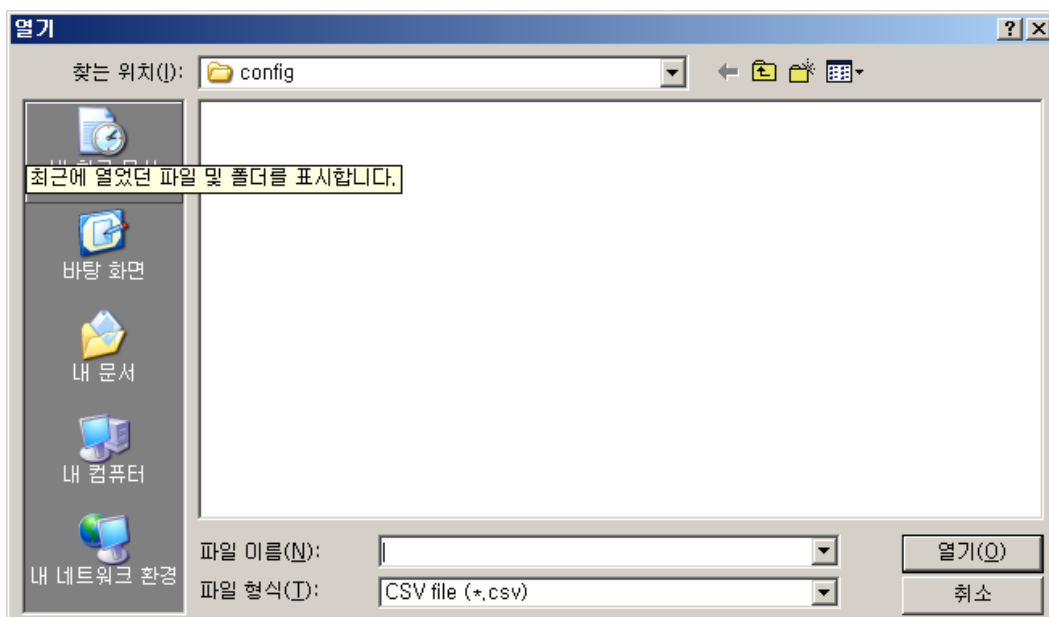 열기
찾는 위치(I):
config
최근에 열었던 파일 및 폴더를 표시합니다.
바탕 화면
내 문서
내 컴퓨터
내 네트워크 환경
파일 이름(N):
열기(O)
파일 형식(T):
CSV file (*.csv)
취소